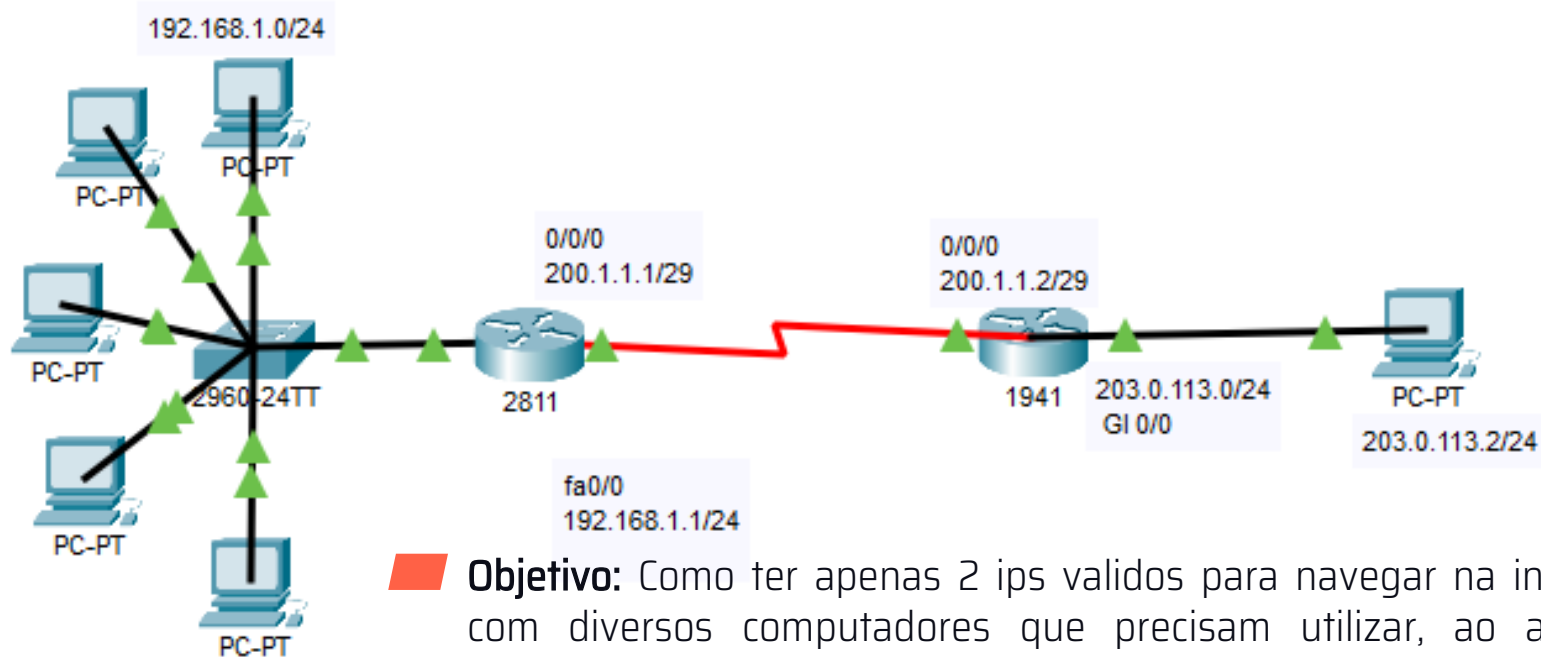 192.168.1.0/24
PC-PT
PC-PT
PC-PT
PC-PT
PC-PT
2960-24TT
0/0/0
200.1.1.1/29
2811
fa0/0
192.168.1.1/24
0/0/0
200.1.1.2/29
1941
203.0.113.0/24
GI 0/0
PC-PT
203.0.113.2/24
Objetivo: Como ter apenas 2 ips validos para navegar na in
com diversos computadores que precisam utilizar, ao a